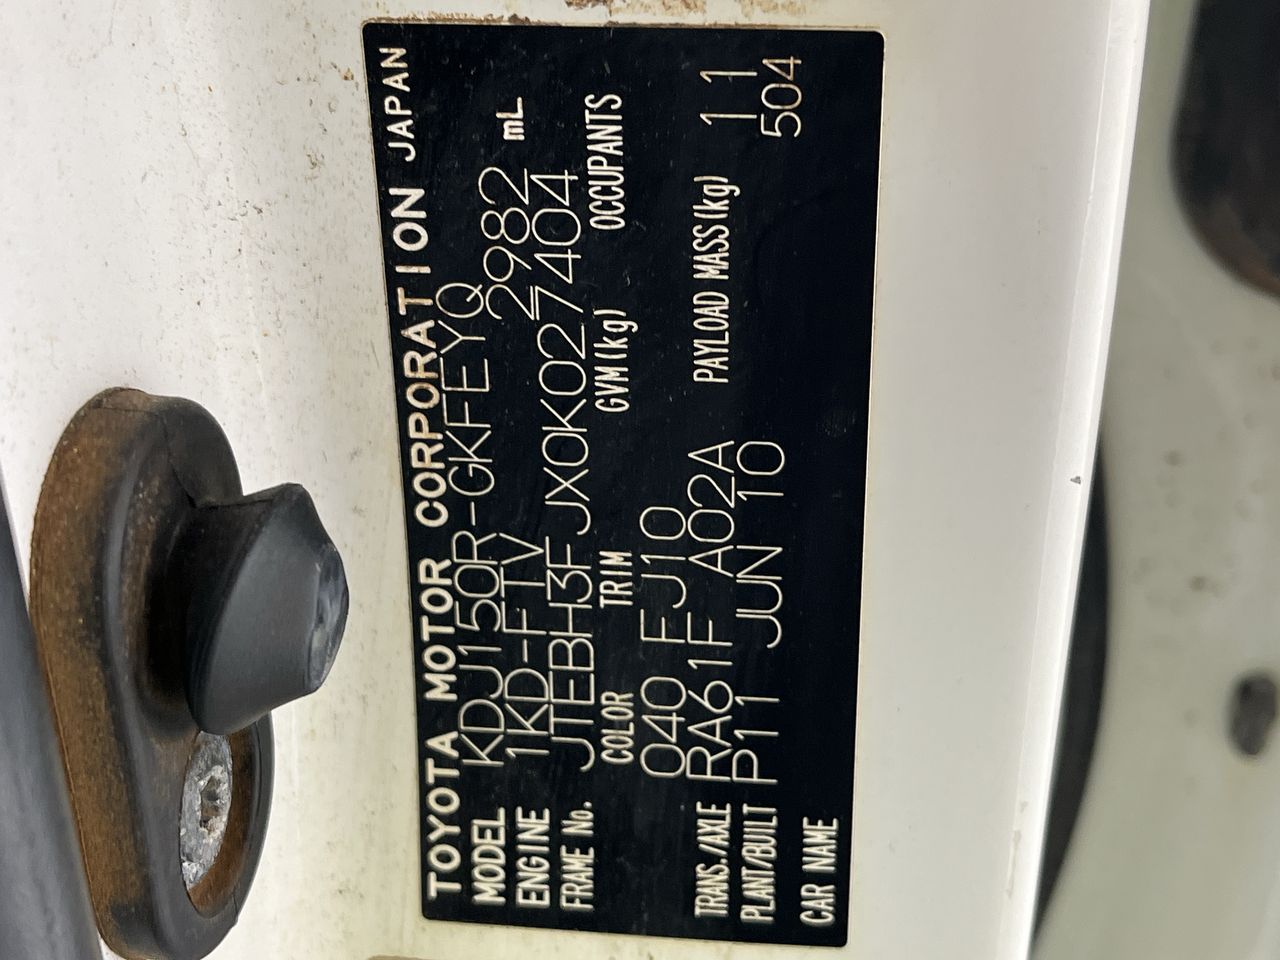 TOYOTA MOTOR CORPORATION JAPAN
MODEL KDJ150R-GKFEYQ
ENGINE 1KD-FTV 2982 mL
FRAME No. JTEBH3FJX0K027404
COLOR TRIM GVM(kg) OCCUPANTS
040 FJ10
TRANS./AXLE RA61F A02A PAYLOAD MASS(kg) 11
PLANT/BUILT P11 JUN 10 504
CAR NAME